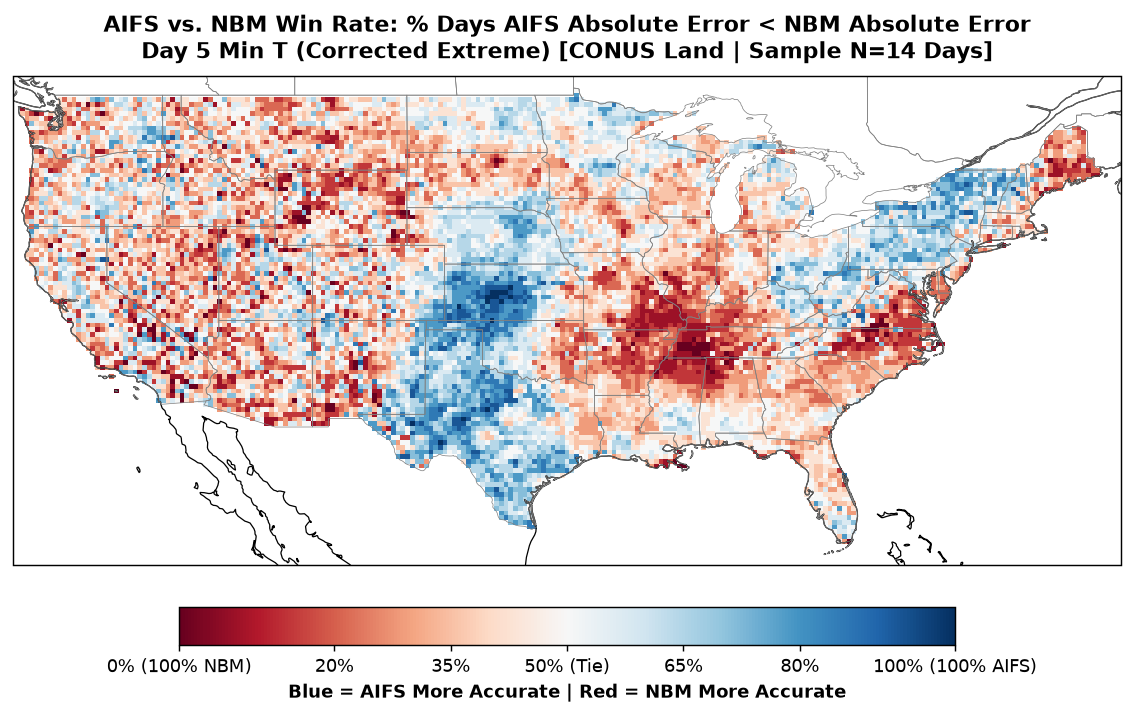 AIFS vs. NBM Win Rate: % Days AIFS Absolute Error < NBM Absolute Error
Day 5 Min T (Corrected Extreme) [CONUS Land | Sample N=14 Days]
0% (100% NBM) 20% 35% 50% (Tie) 65% 80% 100% (100% AIFS)
Blue = AIFS More Accurate | Red = NBM More Accurate